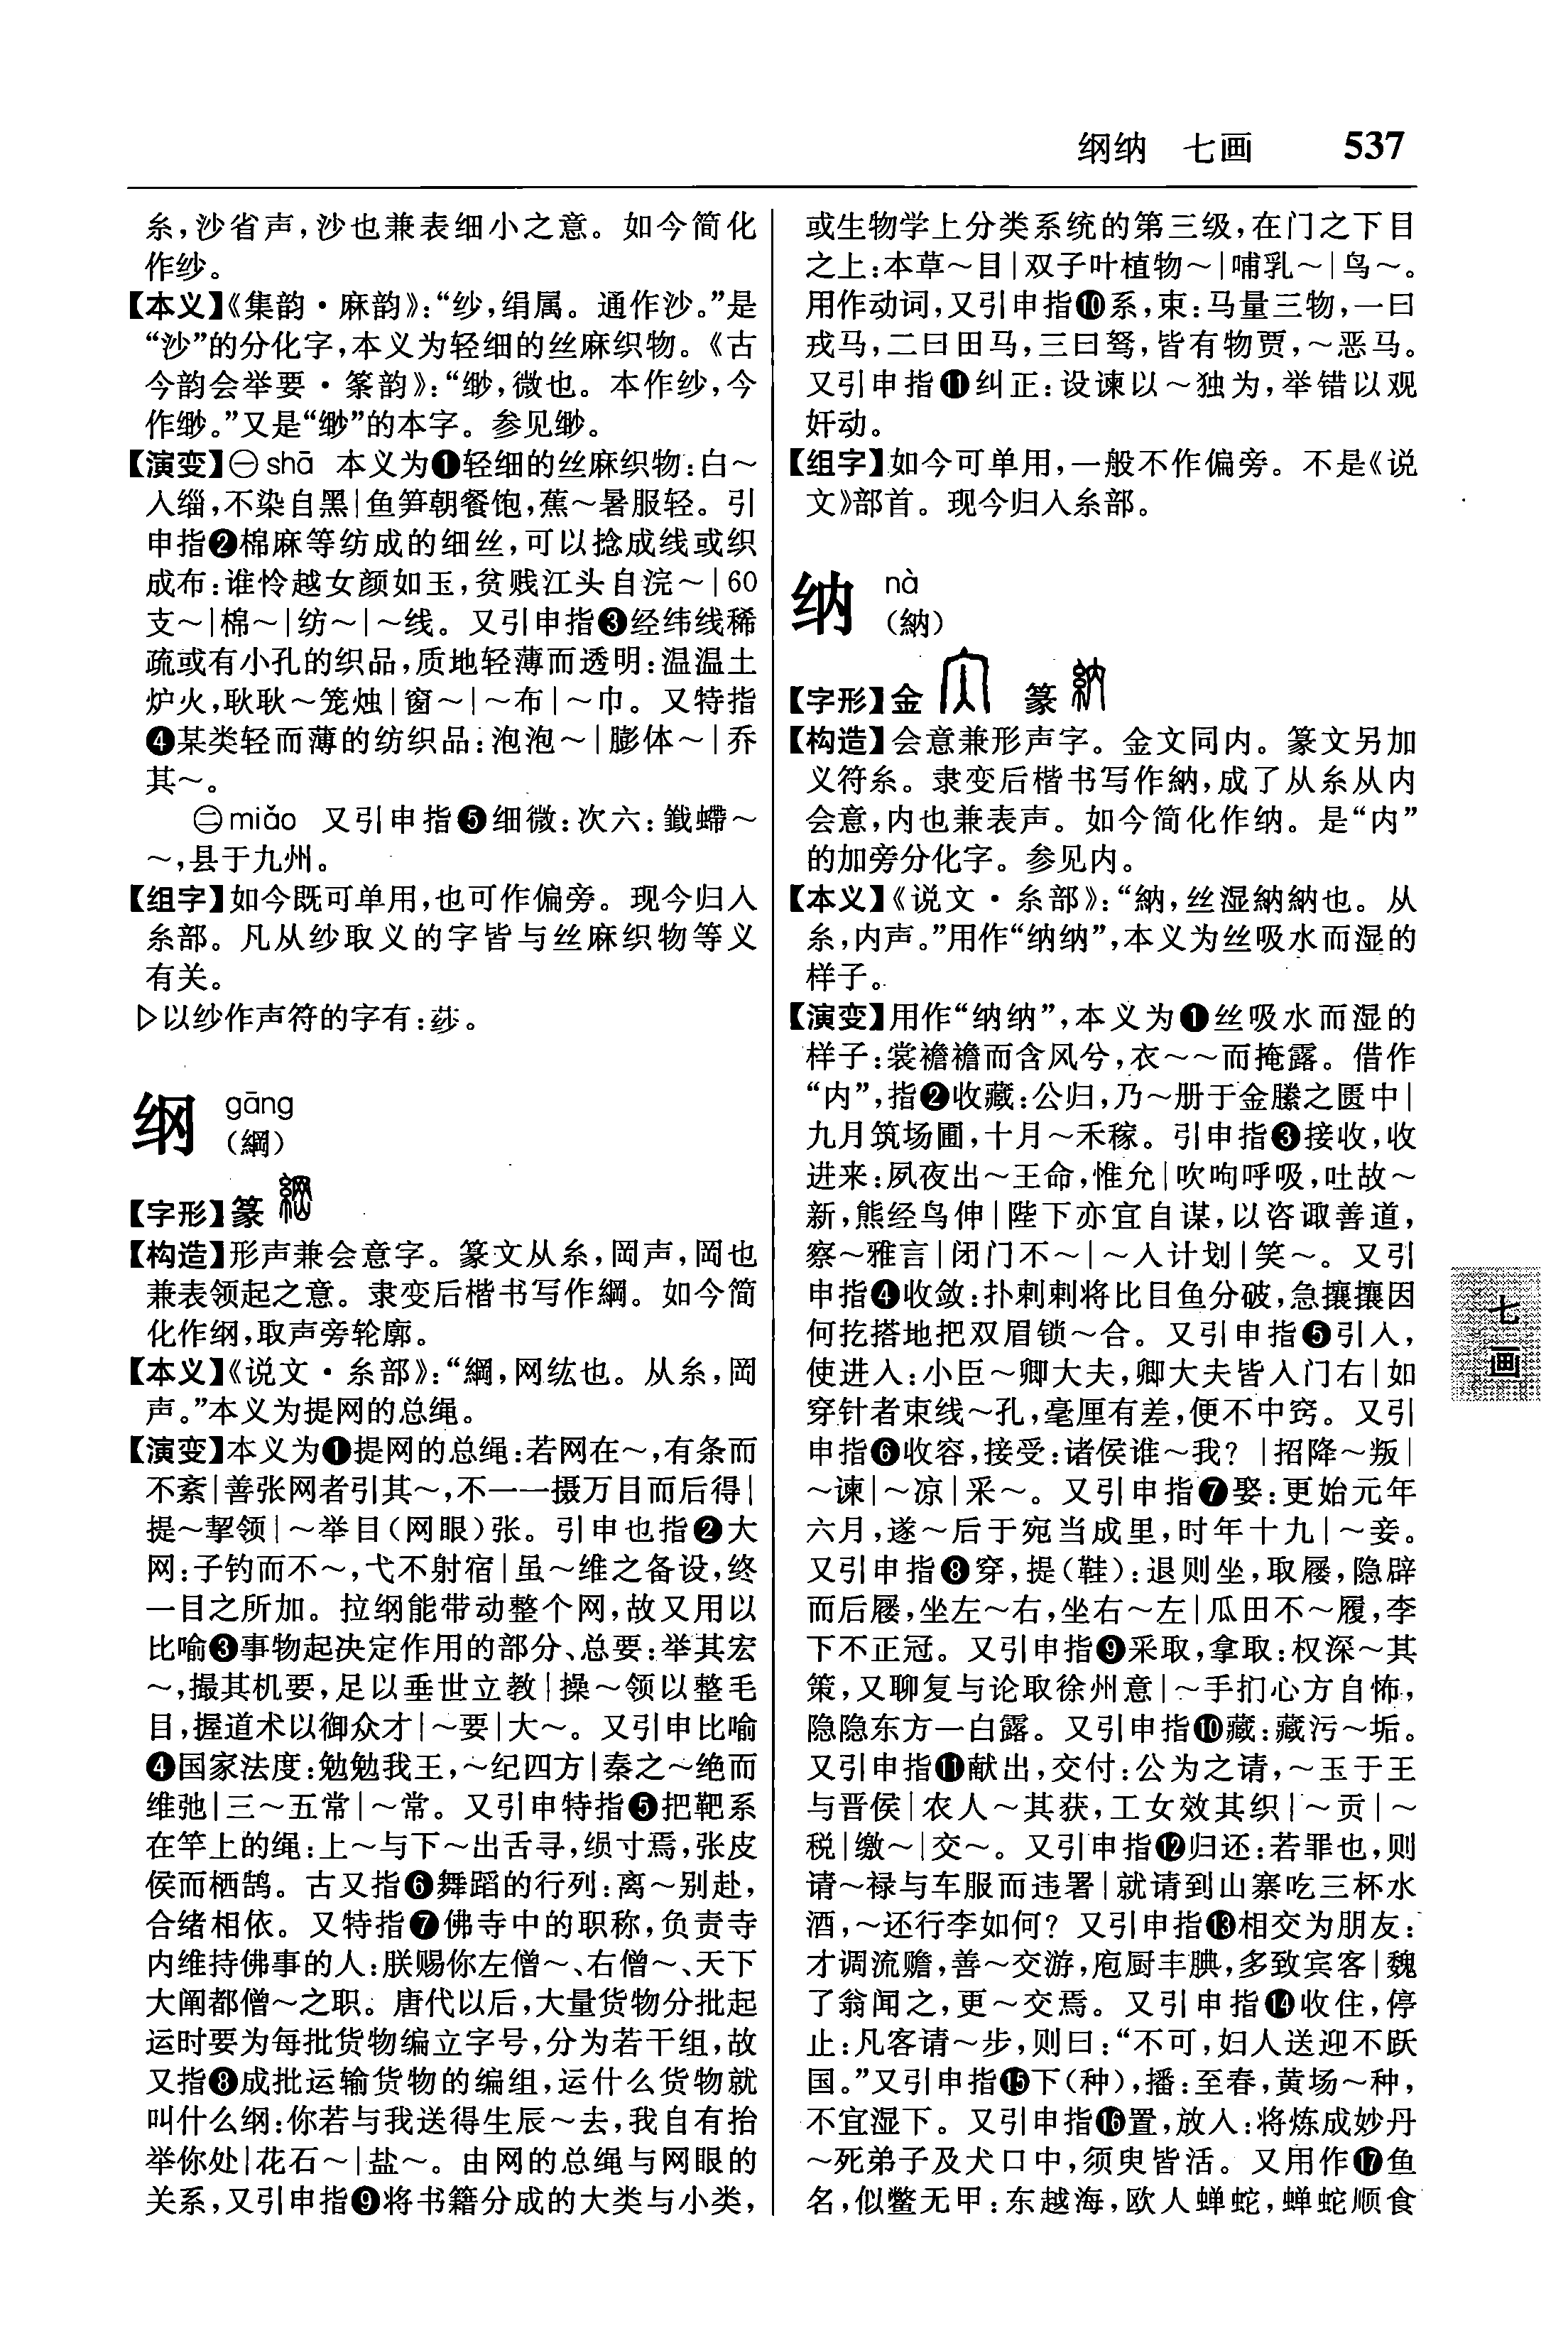 纲纳 七画 537
糸,沙省声,沙也兼表细小之意。如今简化
作纱。
【本义】《集韵·麻韵》:“纱,绢属。通作沙。”是
“沙”的分化字,本义为轻细的丝麻织物。《古
今韵会举要·筿韵》:“缈,微也。本作纱,今
作缈。”又是“缈”的本字。参见缈。
【演变】㊀shā 本义为❶轻细的丝麻织物:白~
入缁,不染自黑|鱼笋朝餐饱,蕉~暑服轻。引
申指❷棉麻等纺成的细丝,可以捻成线或织
成布:谁怜越女颜如玉,贫贱江头自浣~|60
支~|棉~|纺~|~线。又引申指❸经纬线稀
疏或有小孔的织品,质地轻薄而透明:温温土
炉火,耿耿~笼烛|窗~|~布|~巾。又特指
❹某类轻而薄的纺织品:泡泡~|膨体~|乔
其~。
㊁miǎo 又引申指❺细微:次六:䥫蹛~
~,县于九州。
【组字】如今既可单用,也可作偏旁。现今归入
糸部。凡从纱取义的字皆与丝麻织物等义
有关。
▷以纱作声符的字有:莎。
纲 gāng
(綱)
【字形】篆
【构造】形声兼会意字。篆文从糸,岡声,岡也
兼表领起之意。隶变后楷书写作綱。如今简
化作纲,取声旁轮廓。
【本义】《说文·糸部》:“綱,网纮也。从糸,岡
声。”本义为提网的总绳。
【演变】本义为❶提网的总绳:若网在~,有条而
不紊|善张网者引其~,不一一摄万目而后得|
提~挈领|~举目(网眼)张。引申也指❷大
网:子钓而不~,弋不射宿|虽~维之备设,终
一目之所加。拉纲能带动整个网,故又用以
比喻❸事物起决定作用的部分、总要:举其宏
~,撮其机要,足以垂世立教|操~领以整毛
目,握道术以御众才|~要|大~。又引申比喻
❹国家法度:勉勉我王,~纪四方|秦之~绝而
维弛|三~五常|~常。又引申特指❺把靶系
在竿上的绳:上~与下~出舌寻,縜寸焉,张皮
侯而栖鹄。古又指❻舞蹈的行列:离~别赴,
合绪相依。又特指❼佛寺中的职称,负责寺
内维持佛事的人:朕赐你左僧~、右僧~、天下
大阐都僧~之职。唐代以后,大量货物分批起
运时要为每批货物编立字号,分为若干组,故
又指❽成批运输货物的编组,运什么货物就
叫什么纲:你若与我送得生辰~去,我自有抬
举你处|花石~|盐~。由网的总绳与网眼的
关系,又引申指❾将书籍分成的大类与小类,
或生物学上分类系统的第三级,在门之下目
之上:本草~目|双子叶植物~|哺乳~|鸟~。
用作动词,又引申指❿系,束:马量三物,一曰
戎马,二曰田马,三曰驽,皆有物贾,~恶马。
又引申指⓫纠正:设谏以~独为,举错以观
奸动。
【组字】如今可单用,一般不作偏旁。不是《说
文》部首。现今归入糸部。
纳 nà
(納)
【字形】金 篆
【构造】会意兼形声字。金文同内。篆文另加
义符糸。隶变后楷书写作納,成了从糸从内
会意,内也兼表声。如今简化作纳。是“内”
的加旁分化字。参见内。
【本义】《说文·糸部》:“納,丝湿納納也。从
糸,内声。”用作“纳纳”,本义为丝吸水而湿的
样子。
【演变】用作“纳纳”,本义为❶丝吸水而湿的
样子:裳襜襜而含风兮,衣~~而掩露。借作
“内”,指❷收藏:公归,乃~册于金縢之匮中|
九月筑场圃,十月~禾稼。引申指❸接收,收
进来:夙夜出~王命,惟允|吹呴呼吸,吐故~
新,熊经鸟伸|陛下亦宜自谋,以咨诹善道,
察~雅言|闭门不~|~入计划|笑~。又引
申指❹收敛:扑剌剌将比目鱼分破,急攘攘因
何扢搭地把双眉锁~合。又引申指❺引入,
使进入:小臣~卿大夫,卿大夫皆入门右|如
穿针者束线~孔,毫厘有差,便不中窍。又引
申指❻收容,接受:诸侯谁~我?|招降~叛|
~谏|~凉|采~。又引申指❼娶:更始元年
六月,遂~后于宛当成里,时年十九|~妾。
又引申指❽穿,提(鞋):退则坐,取屦,隐辟
而后屦,坐左~右,坐右~左|瓜田不~履,李
下不正冠。又引申指❾采取,拿取:权深~其
策,又聊复与论取徐州意|~手扪心方自怖,
隐隐东方一白露。又引申指❿藏:藏污~垢。
又引申指⓫献出,交付:公为之请,~玉于王
与晋侯|农人~其获,工女效其织|~贡|~
税|缴~|交~。又引申指⓬归还:若罪也,则
请~禄与车服而违署|就请到山寨吃三杯水
酒,~还行李如何?又引申指⓭相交为朋友:
才调流赡,善~交游,庖厨丰腆,多致宾客|魏
了翁闻之,更~交焉。又引申指⓮收住,停
止:凡客请~步,则曰:“不可,妇人送迎不跃
国。”又引申指⓯下(种),播:至春,黄场~种,
不宜湿下。又引申指⓰置,放入:将炼成妙丹
~死弟子及犬口中,须臾皆活。又用作⓱鱼
名,似鳖无甲:东越海,欧人蝉蛇,蝉蛇顺食
七画